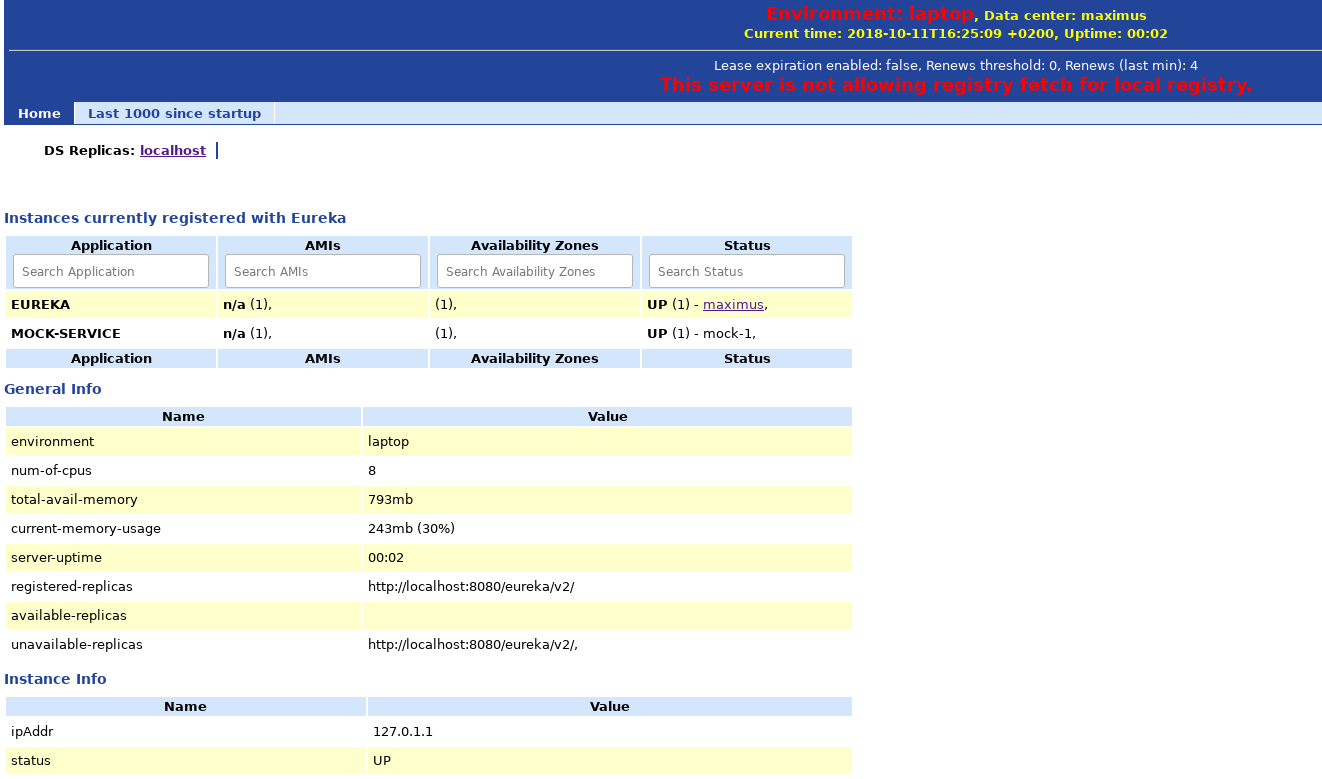 Environment: laptop, Data center: maximus
Current time: 2018-10-11T16:25:09 +0200, Uptime: 00:02
Lease expiration enabled: false, Renews threshold: 0, Renews (last min): 4
This server is not allowing registry fetch for local registry.
Home Last 1000 since startup
DS Replicas: localhost
Instances currently registered with Eureka
Application AMIs Availability Zones Status
Search Application Search AMIs Search Availability Zones Search Status
EUREKA n/a (1), (1), UP (1) - maximus,
MOCK-SERVICE n/a (1), (1), UP (1) - mock-1,
Application AMIs Availability Zones Status
General Info
Name Value
environment laptop
num-of-cpus 8
total-avail-memory 793mb
current-memory-usage 243mb (30%)
server-uptime 00:02
registered-replicas http://localhost:8080/eureka/v2/
available-replicas
unavailable-replicas http://localhost:8080/eureka/v2/,
Instance Info
Name Value
ipAddr 127.0.1.1
status UP